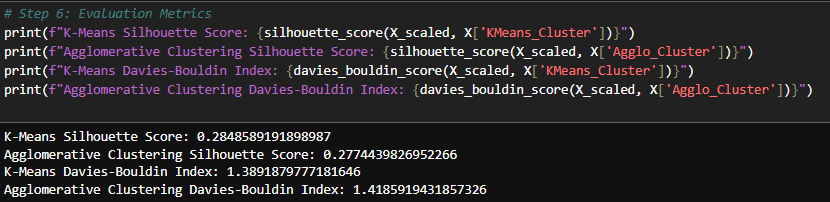 # Step 6: Evaluation Metrics
print(f"K-Means Silhouette Score: {silhouette_score(X_scaled, X['KMeans_Cluster'])}")
print(f"Agglomerative Clustering Silhouette Score: {silhouette_score(X_scaled, X['Agglo_Cluster'])}")
print(f"K-Means Davies-Bouldin Index: {davies_bouldin_score(X_scaled, X['KMeans_Cluster'])}")
print(f"Agglomerative Clustering Davies-Bouldin Index: {davies_bouldin_score(X_scaled, X['Agglo_Cluster'])}")
K-Means Silhouette Score: 0.2848589191898987
Agglomerative Clustering Silhouette Score: 0.2774439826952266
K-Means Davies-Bouldin Index: 1.3891879777181646
Agglomerative Clustering Davies-Bouldin Index: 1.4185919431857326